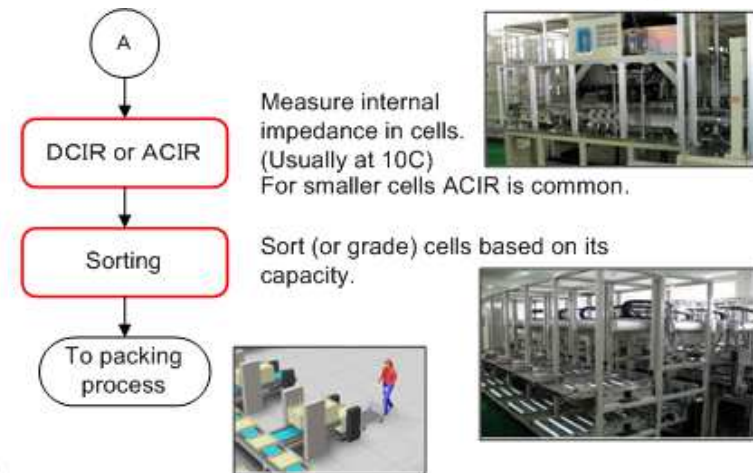 A
DCIR or ACIR
Measure internal
impedance in cells.
(Usually at 10C)
For smaller cells ACIR is common.
Sorting
Sort (or grade) cells based on its
capacity.
To packing
process